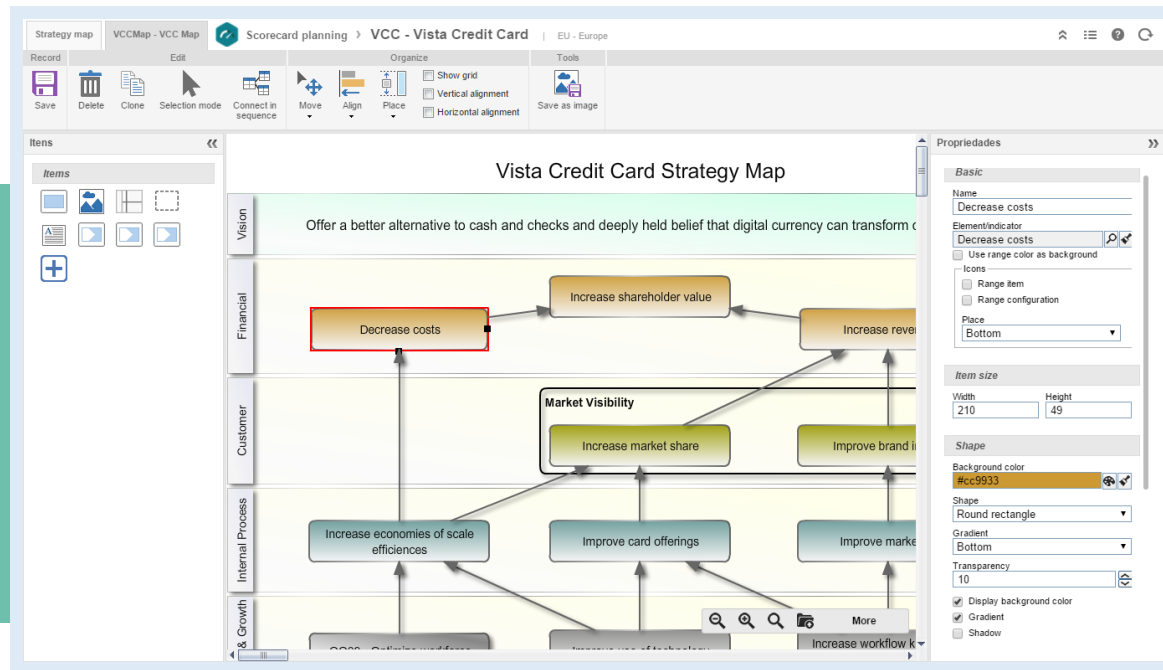 Strategy map
VCCMap - VCC Map
Scorecard planning > VCC - Vista Credit Card | EU - Europe
Record
Edit
Organize
Tools
Save
Delete
Clone
Selection mode
Connect in
sequence
Move
Align
Place
Show grid
Vertical alignment
Horizontal alignment
Save as image
Itens
Items
Vista Credit Card Strategy Map
Vision
Offer a better alternative to cash and checks and deeply held belief that digital currency can transform
Financial
Increase shareholder value
Decrease costs
Increase
Customer
Market Visibility
Increase market share
Improve brand
Internal Process
Increase economies of scale
efficiences
Improve card offerings
Improve
& Growth
Improve use of technology
Increase workflow
More
Propriedades
Basic
Name
Decrease costs
Element/indicator
Decrease costs
Use range color as background
Icons
Range item
Range configuration
Place
Bottom
Item size
Width
Height
210
49
Shape
Background color
#cc9933
Shape
Round rectangle
Gradient
Bottom
Transparency
10
Display background color
Gradient
Shadow